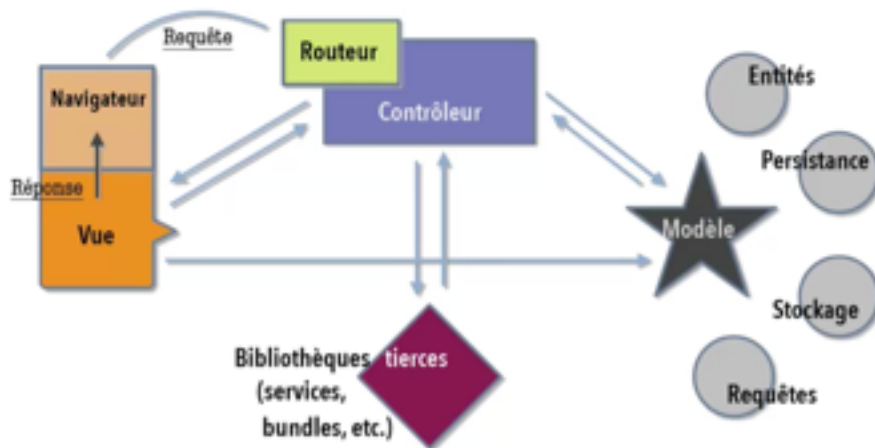 Requête
Routeur
Contrôleur
Navigateur
Réponse
Vue
Entités
Persistance
Modèle
Stockage
Requêtes
Bibliothèques tierces
(services,
bundles, etc.)